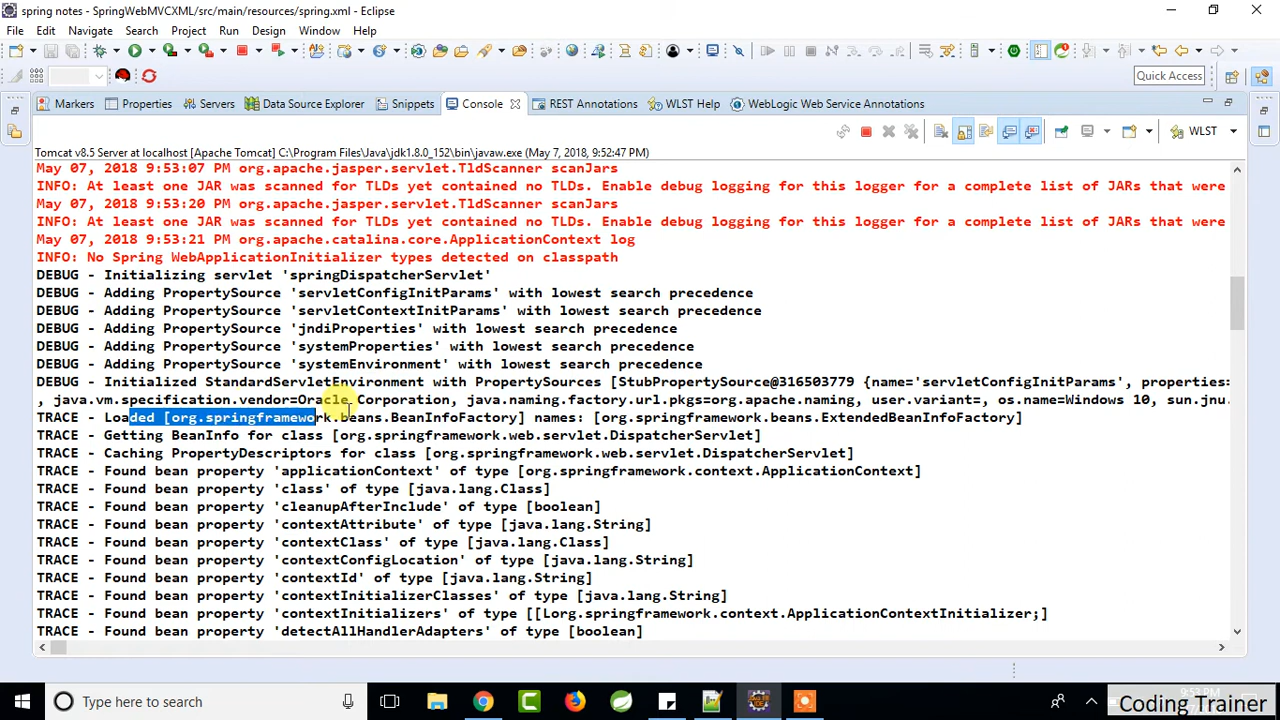 spring notes - SpringWebMVCXML/src/main/resources/spring.xml - Eclipse
File Edit Navigate Search Project Run Design Window Help
Quick Access
Markers Properties Servers Data Source Explorer Snippets Console REST Annotations WLST Help WebLogic Web Service Annotations
WLST
Tomcat v8.5 Server at localhost [Apache Tomcat] C:\Program Files\Java\jdk1.8.0_152\bin\javaw.exe (May 7, 2018, 9:52:47 PM)
May 07, 2018 9:53:07 PM org.apache.jasper.servlet.TldScanner scanJars
INFO: At least one JAR was scanned for TLDs yet contained no TLDs. Enable debug logging for this logger for a complete list of JARs that were
May 07, 2018 9:53:20 PM org.apache.jasper.servlet.TldScanner scanJars
INFO: At least one JAR was scanned for TLDs yet contained no TLDs. Enable debug logging for this logger for a complete list of JARs that were
May 07, 2018 9:53:21 PM org.apache.catalina.core.ApplicationContext log
INFO: No Spring WebApplicationInitializer types detected on classpath
DEBUG - Initializing servlet 'springDispatcherServlet'
DEBUG - Adding PropertySource 'servletConfigInitParams' with lowest search precedence
DEBUG - Adding PropertySource 'servletContextInitParams' with lowest search precedence
DEBUG - Adding PropertySource 'jndiProperties' with lowest search precedence
DEBUG - Adding PropertySource 'systemProperties' with lowest search precedence
DEBUG - Adding PropertySource 'systemEnvironment' with lowest search precedence
DEBUG - Initialized StandardServletEnvironment with PropertySources [StubPropertySource@316503779 {name='servletConfigInitParams', properties=
, java.vm.specification.vendor=Oracle Corporation, java.naming.factory.url.pkgs=org.apache.naming, user.variant=, os.name=Windows 10, sun.jnu.
TRACE - Loaded [org.springframework.beans.BeanInfoFactory] names: [org.springframework.beans.ExtendedBeanInfoFactory]
TRACE - Getting BeanInfo for class [org.springframework.web.servlet.DispatcherServlet]
TRACE - Caching PropertyDescriptors for class [org.springframework.web.servlet.DispatcherServlet]
TRACE - Found bean property 'applicationContext' of type [org.springframework.context.ApplicationContext]
TRACE - Found bean property 'class' of type [java.lang.Class]
TRACE - Found bean property 'cleanupAfterInclude' of type [boolean]
TRACE - Found bean property 'contextAttribute' of type [java.lang.String]
TRACE - Found bean property 'contextClass' of type [java.lang.Class]
TRACE - Found bean property 'contextConfigLocation' of type [java.lang.String]
TRACE - Found bean property 'contextId' of type [java.lang.String]
TRACE - Found bean property 'contextInitializerClasses' of type [java.lang.String]
TRACE - Found bean property 'contextInitializers' of type [[Lorg.springframework.context.ApplicationContextInitializer;]
TRACE - Found bean property 'detectAllHandlerAdapters' of type [boolean]
Type here to search
Coding Trainer